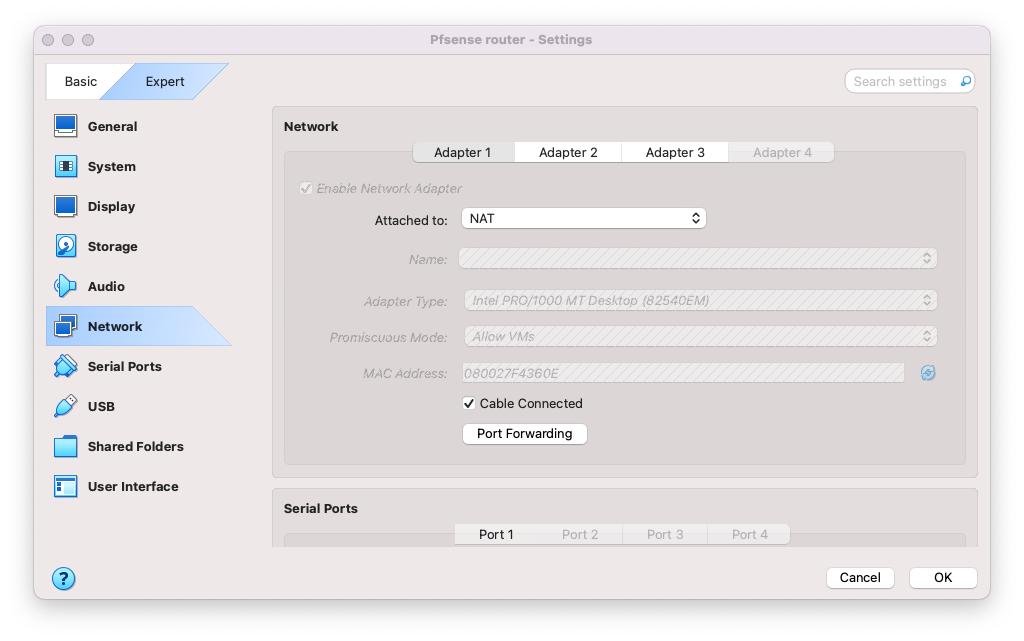 Pfsense router - Settings
Basic
Expert
Search settings
General
System
Display
Storage
Audio
Network
Serial Ports
USB
Shared Folders
User Interface
Network
Adapter 1
Adapter 2
Adapter 3
Adapter 4
Enable Network Adapter
Attached to: NAT
Name:
Adapter Type: Intel PRO/1000 MT Desktop (82540EM)
Promiscuous Mode: Allow VMs
MAC Address: 080027F4360E
Cable Connected
Port Forwarding
Serial Ports
Port 1
Port 2
Port 3
Port 4
?
Cancel
OK